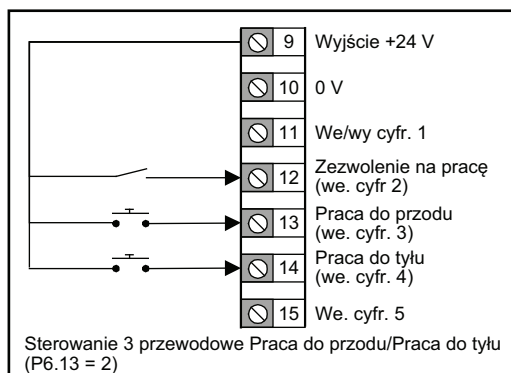 9 Wyjście +24 V
10 0 V
11 We/wy cyfr. 1
12 Zezwolenie na pracę
(we. cyfr 2)
13 Praca do przodu
(we. cyfr. 3)
14 Praca do tyłu
(we. cyfr. 4)
15 We. cyfr. 5
Sterowanie 3 przewodowe Praca do przodu/Praca do tyłu
(P6.13 = 2)